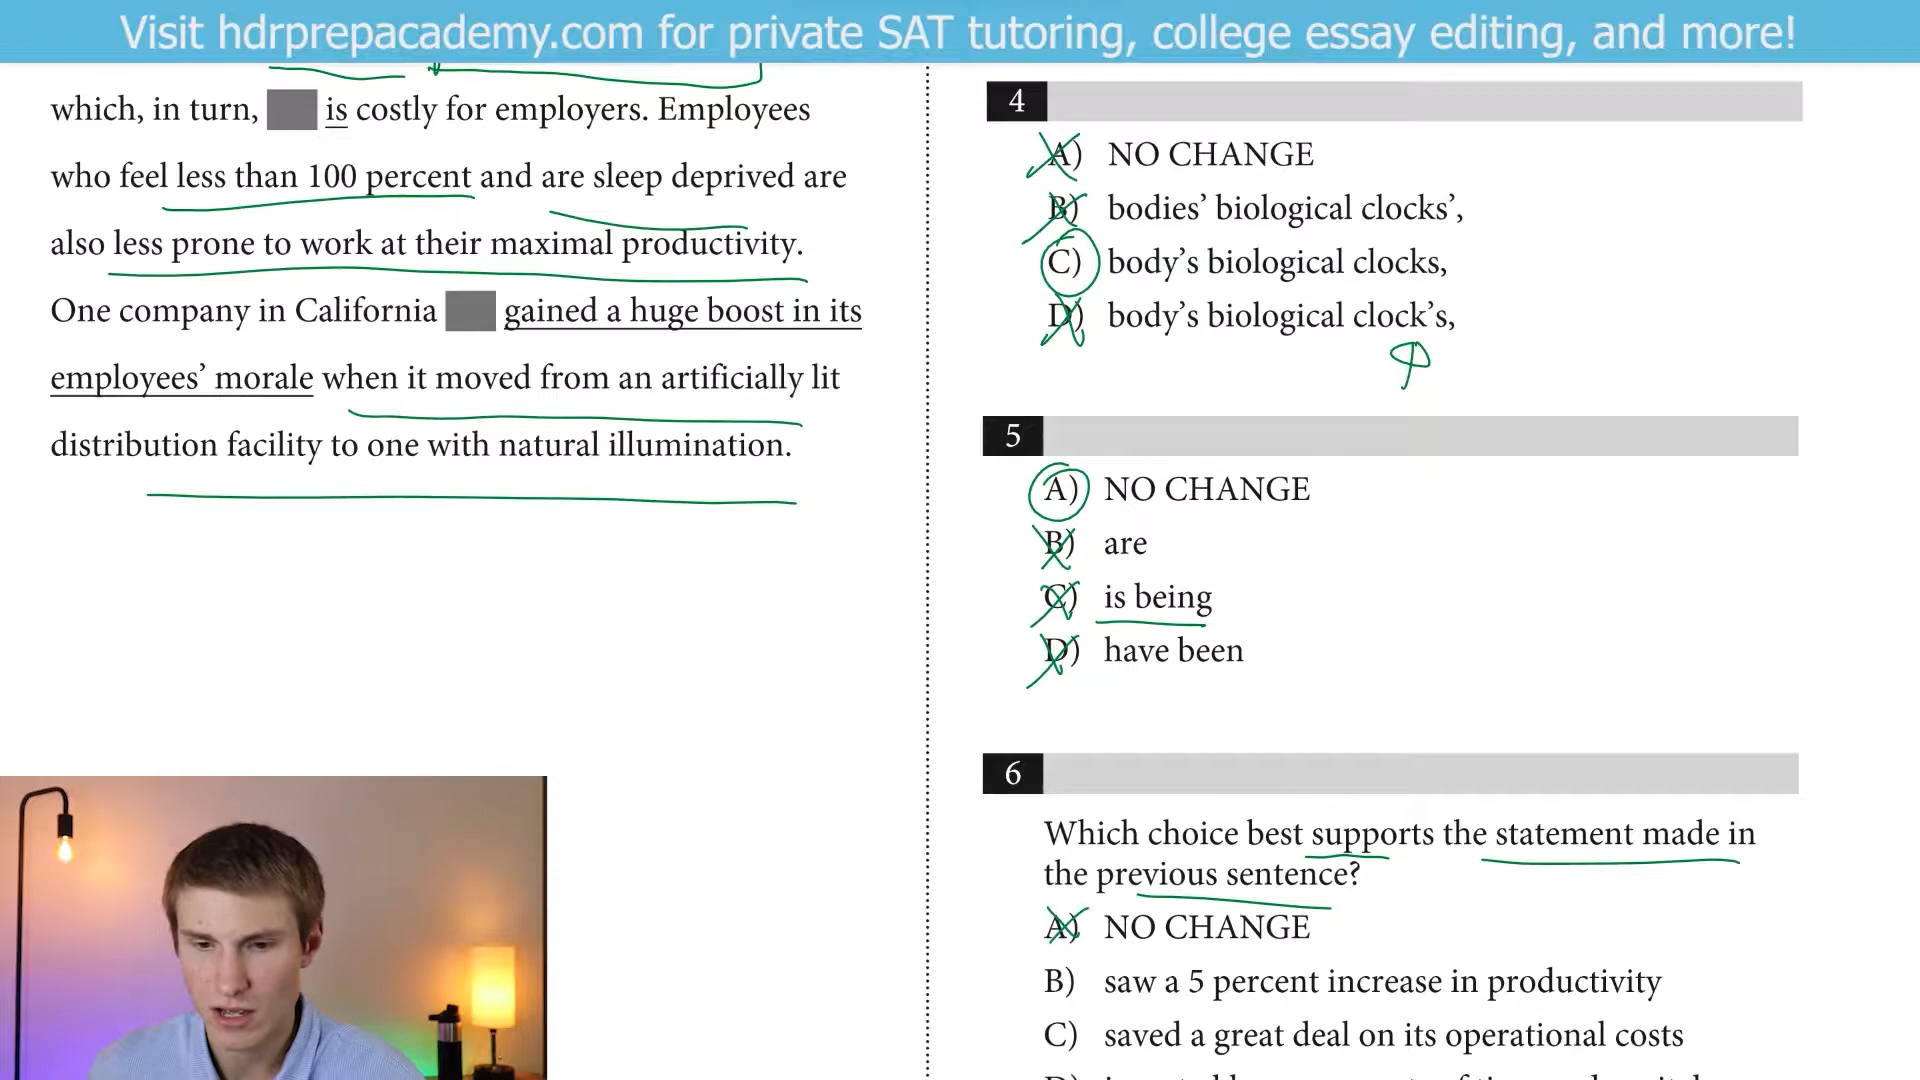 Visit hdrprepacademy.com for private SAT tutoring, college essay editing, and more!
which, in turn, is costly for employers. Employees
who feel less than 100 percent and are sleep deprived are
also less prone to work at their maximal productivity.
One company in California gained a huge boost in its
employees’ morale when it moved from an artificially lit
distribution facility to one with natural illumination.
4
A) NO CHANGE
B) bodies’ biological clocks’,
C) body’s biological clocks,
D) body’s biological clock’s,
5
A) NO CHANGE
B) are
C) is being
D) have been
6
Which choice best supports the statement made in
the previous sentence?
A) NO CHANGE
B) saw a 5 percent increase in productivity
C) saved a great deal on its operational costs